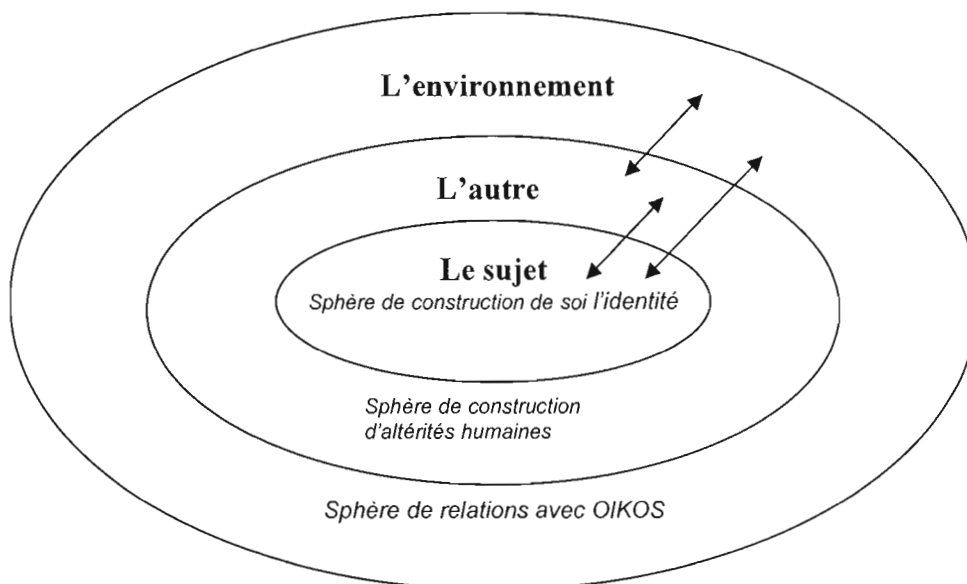 L'environnement
L'autre
Le sujet
Sphère de construction de soi l'identité
Sphère de construction
d'altérités humaines
Sphère de relations avec OIKOS